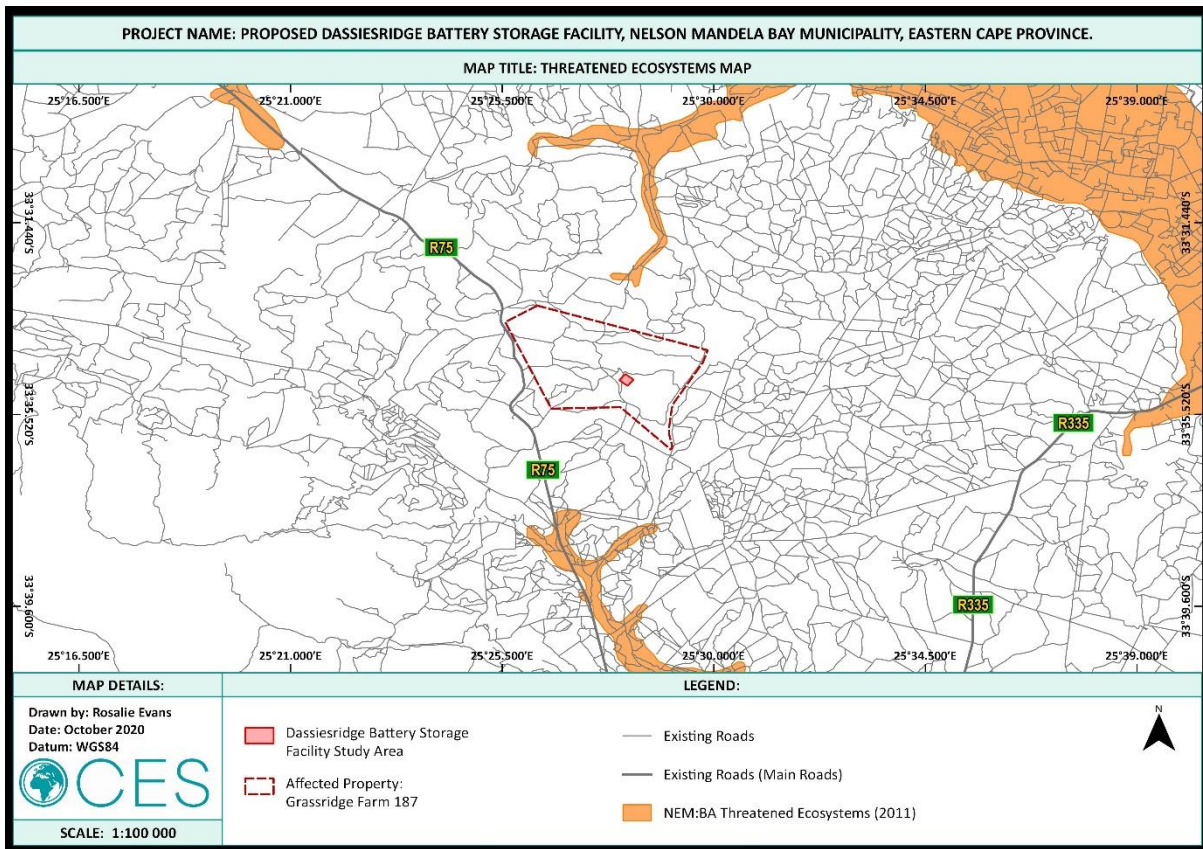 PROJECT NAME: PROPOSED DASSIESRIDGE BATTERY STORAGE FACILITY, NELSON MANDELA BAY MUNICIPALITY, EASTERN CAPE PROVINCE.
MAP TITLE: THREATENED ECOSYSTEMS MAP
25°16.500'E
25°21.000'E
25°25.500'E
25°30.000'E
25°34.500'E
25°39.000'E
33°31.440'S
33°31.440'S
R75
33°35.520'S
33°35.520'S
R335
R75
33°39.600'S
33°39.600'S
R335
25°16.500'E
25°21.000'E
25°25.500'E
25°30.000'E
25°34.500'E
25°39.000'E
MAP DETAILS:
Drawn by: Rosalie Evans
Date: October 2020
Datum: WGS84
CES
SCALE: 1:100 000
LEGEND:
Dassiesridge Battery Storage
Facility Study Area
Affected Property:
Grassridge Farm 187
Existing Roads
Existing Roads (Main Roads)
NEM:BA Threatened Ecosystems (2011)
N